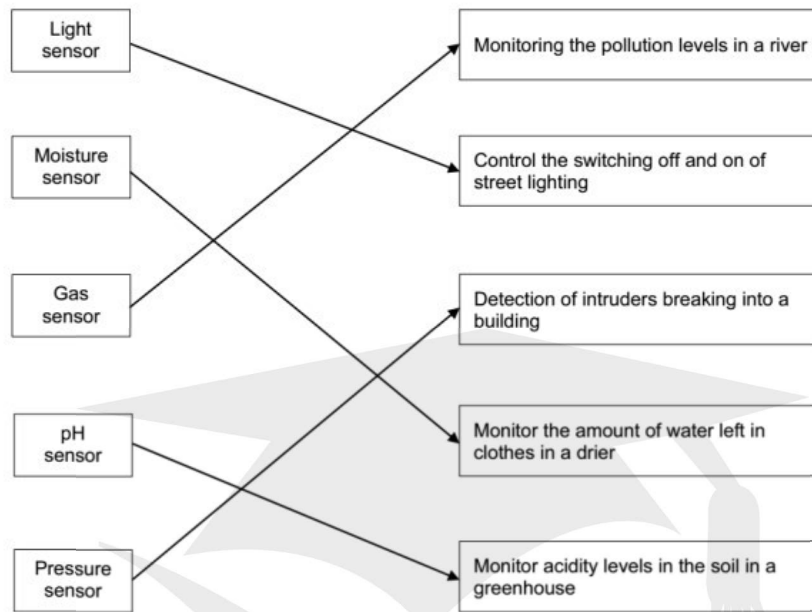 Light
sensor
Moisture
sensor
Gas
sensor
pH
sensor
Pressure
sensor
Monitoring the pollution levels in a river
Control the switching off and on of
street lighting
Detection of intruders breaking into a
building
Monitor the amount of water left in
clothes in a drier
Monitor acidity levels in the soil in a
greenhouse